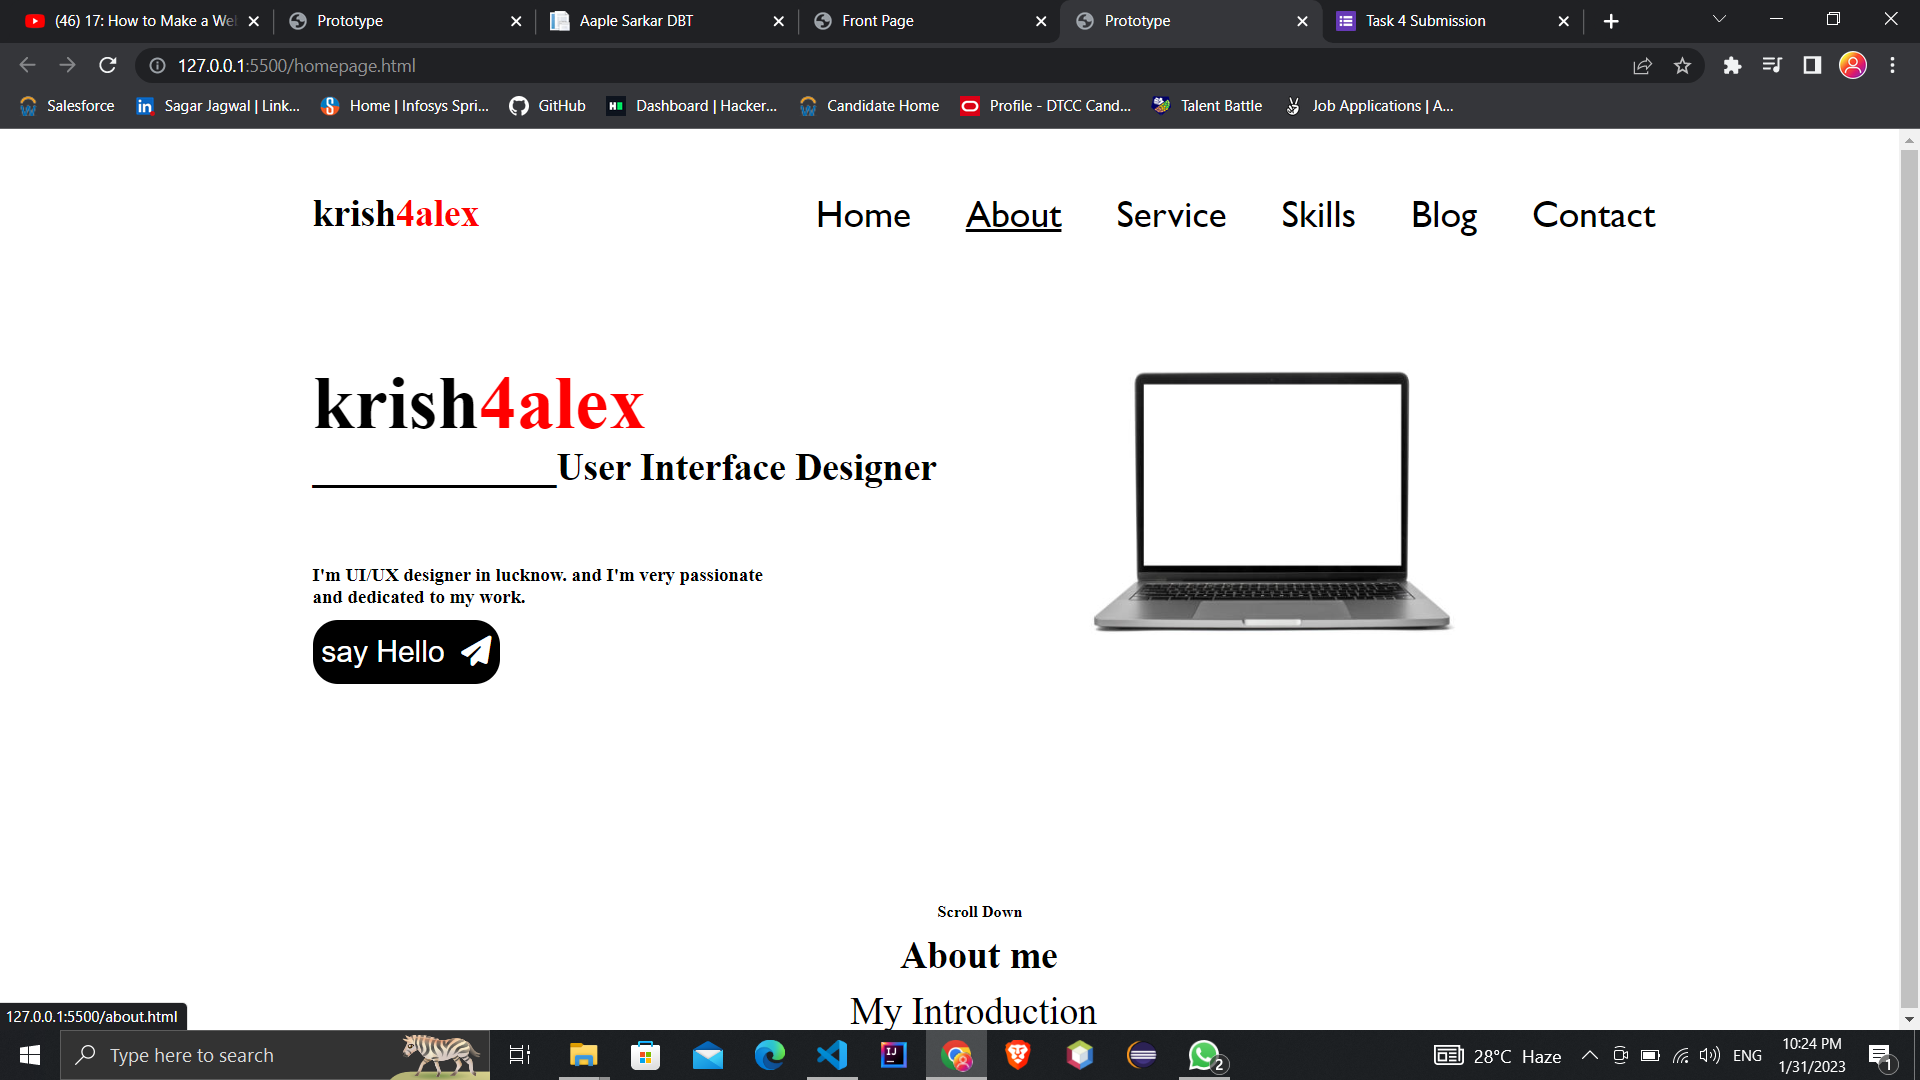 (46) 17: How to Make a We
Prototype
Aaple Sarkar DBT
Front Page
Prototype
Task 4 Submission
127.0.0.1:5500/homepage.html
Salesforce
Sagar Jagwal | Link...
Home | Infosys Spri...
GitHub
Dashboard | Hacker...
Candidate Home
Profile - DTCC Cand...
Talent Battle
Job Applications | A...
krish4alex
Home About Service Skills Blog Contact
krish4alex
_____________User Interface Designer
I'm UI/UX designer in lucknow. and I'm very passionate
and dedicated to my work.
say Hello
Scroll Down
About me
My Introduction
127.0.0.1:5500/about.html
Type here to search
2
28°C Haze
ENG
10:24 PM
1/31/2023
1